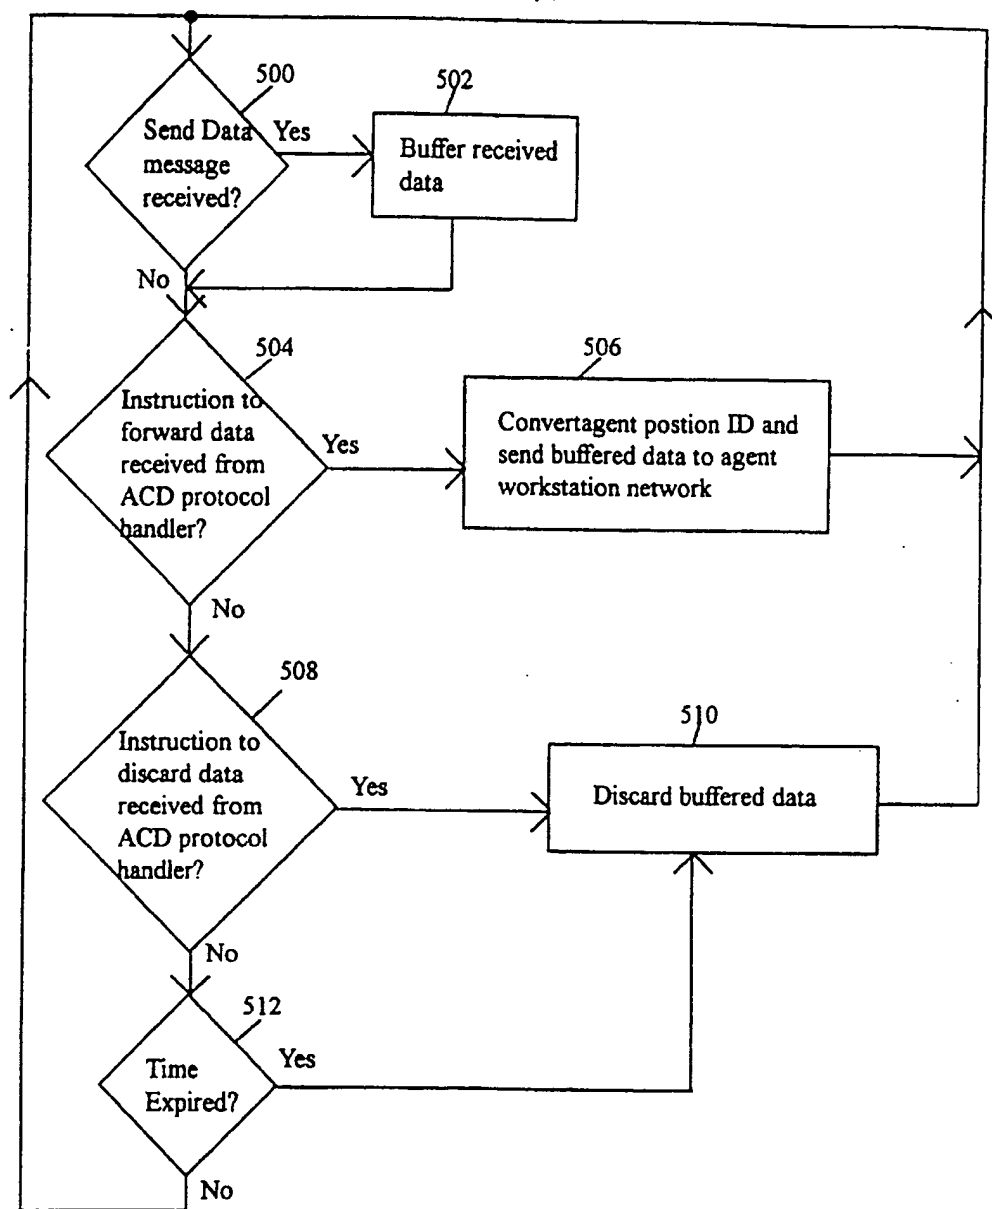 500
Send Data
message
received?
Yes
502
Buffer received
data
No
504
Instruction to
forward data
received from
ACD protocol
handler?
Yes
506
Convertagent postion ID and
send buffered data to agent
workstation network
No
508
Instruction to
discard data
received from
ACD protocol
handler?
Yes
510
Discard buffered data
No
512
Time
Expired?
Yes
No